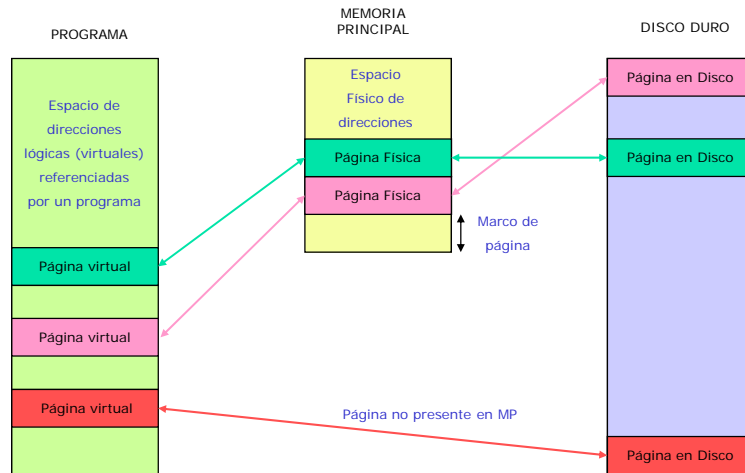 PROGRAMA
MEMORIA
PRINCIPAL
DISCO DURO
Espacio de
direcciones
lógicas (virtuales)
referenciadas
por un programa
Página virtual
Página virtual
Página virtual
Espacio
Físico de
direcciones
Página Física
Página Física
Marco de
página
Página no presente en MP
Página en Disco
Página en Disco
Página en Disco